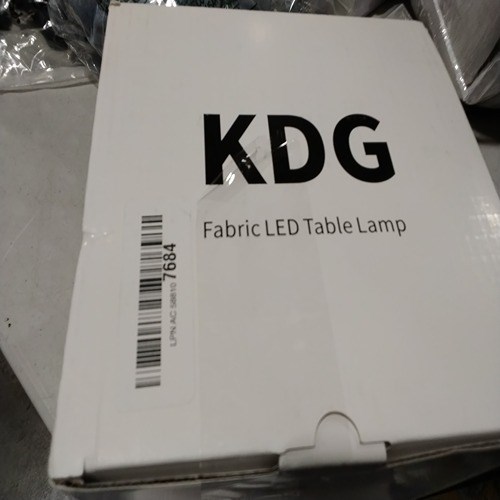 KDG
Fabric LED Table Lamp
LPN AC 58810 7684